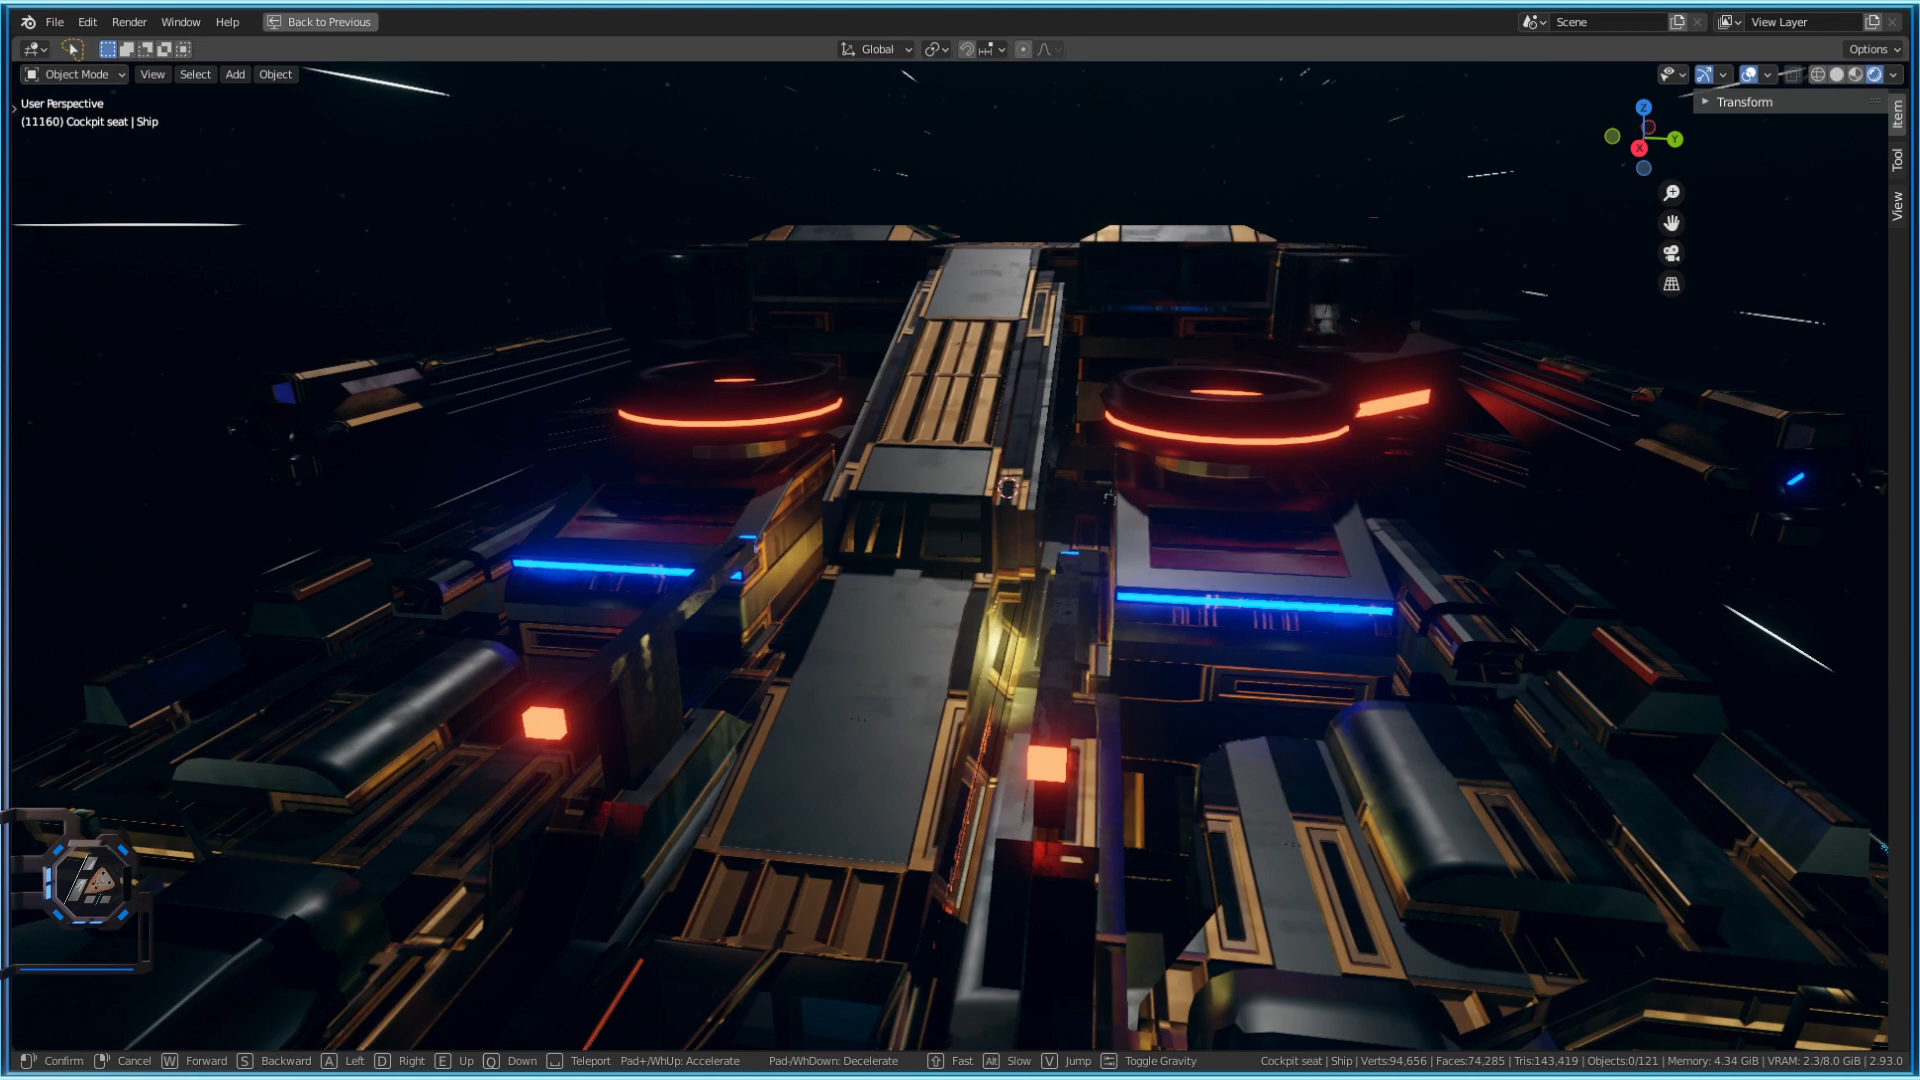 File Edit Render Window Help Back to Previous Scene View Layer
Global Options
Object Mode View Select Add Object
User Perspective
(11160) Cockpit seat | Ship
Transform
Item
Tool
View
Z
Y
X
Confirm Cancel W Forward S Backward A Left D Right E Up Q Down Teleport Pad+/WhUp: Accelerate Pad-/WhDown: Decelerate Fast Alt Slow V Jump Toggle Gravity Cockpit seat | Ship | Verts:94,656 | Faces:74,285 | Tris:143,419 | Objects:0/121 | Memory: 4.34 GiB | VRAM: 2.3/8.0 GiB | 2.93.0